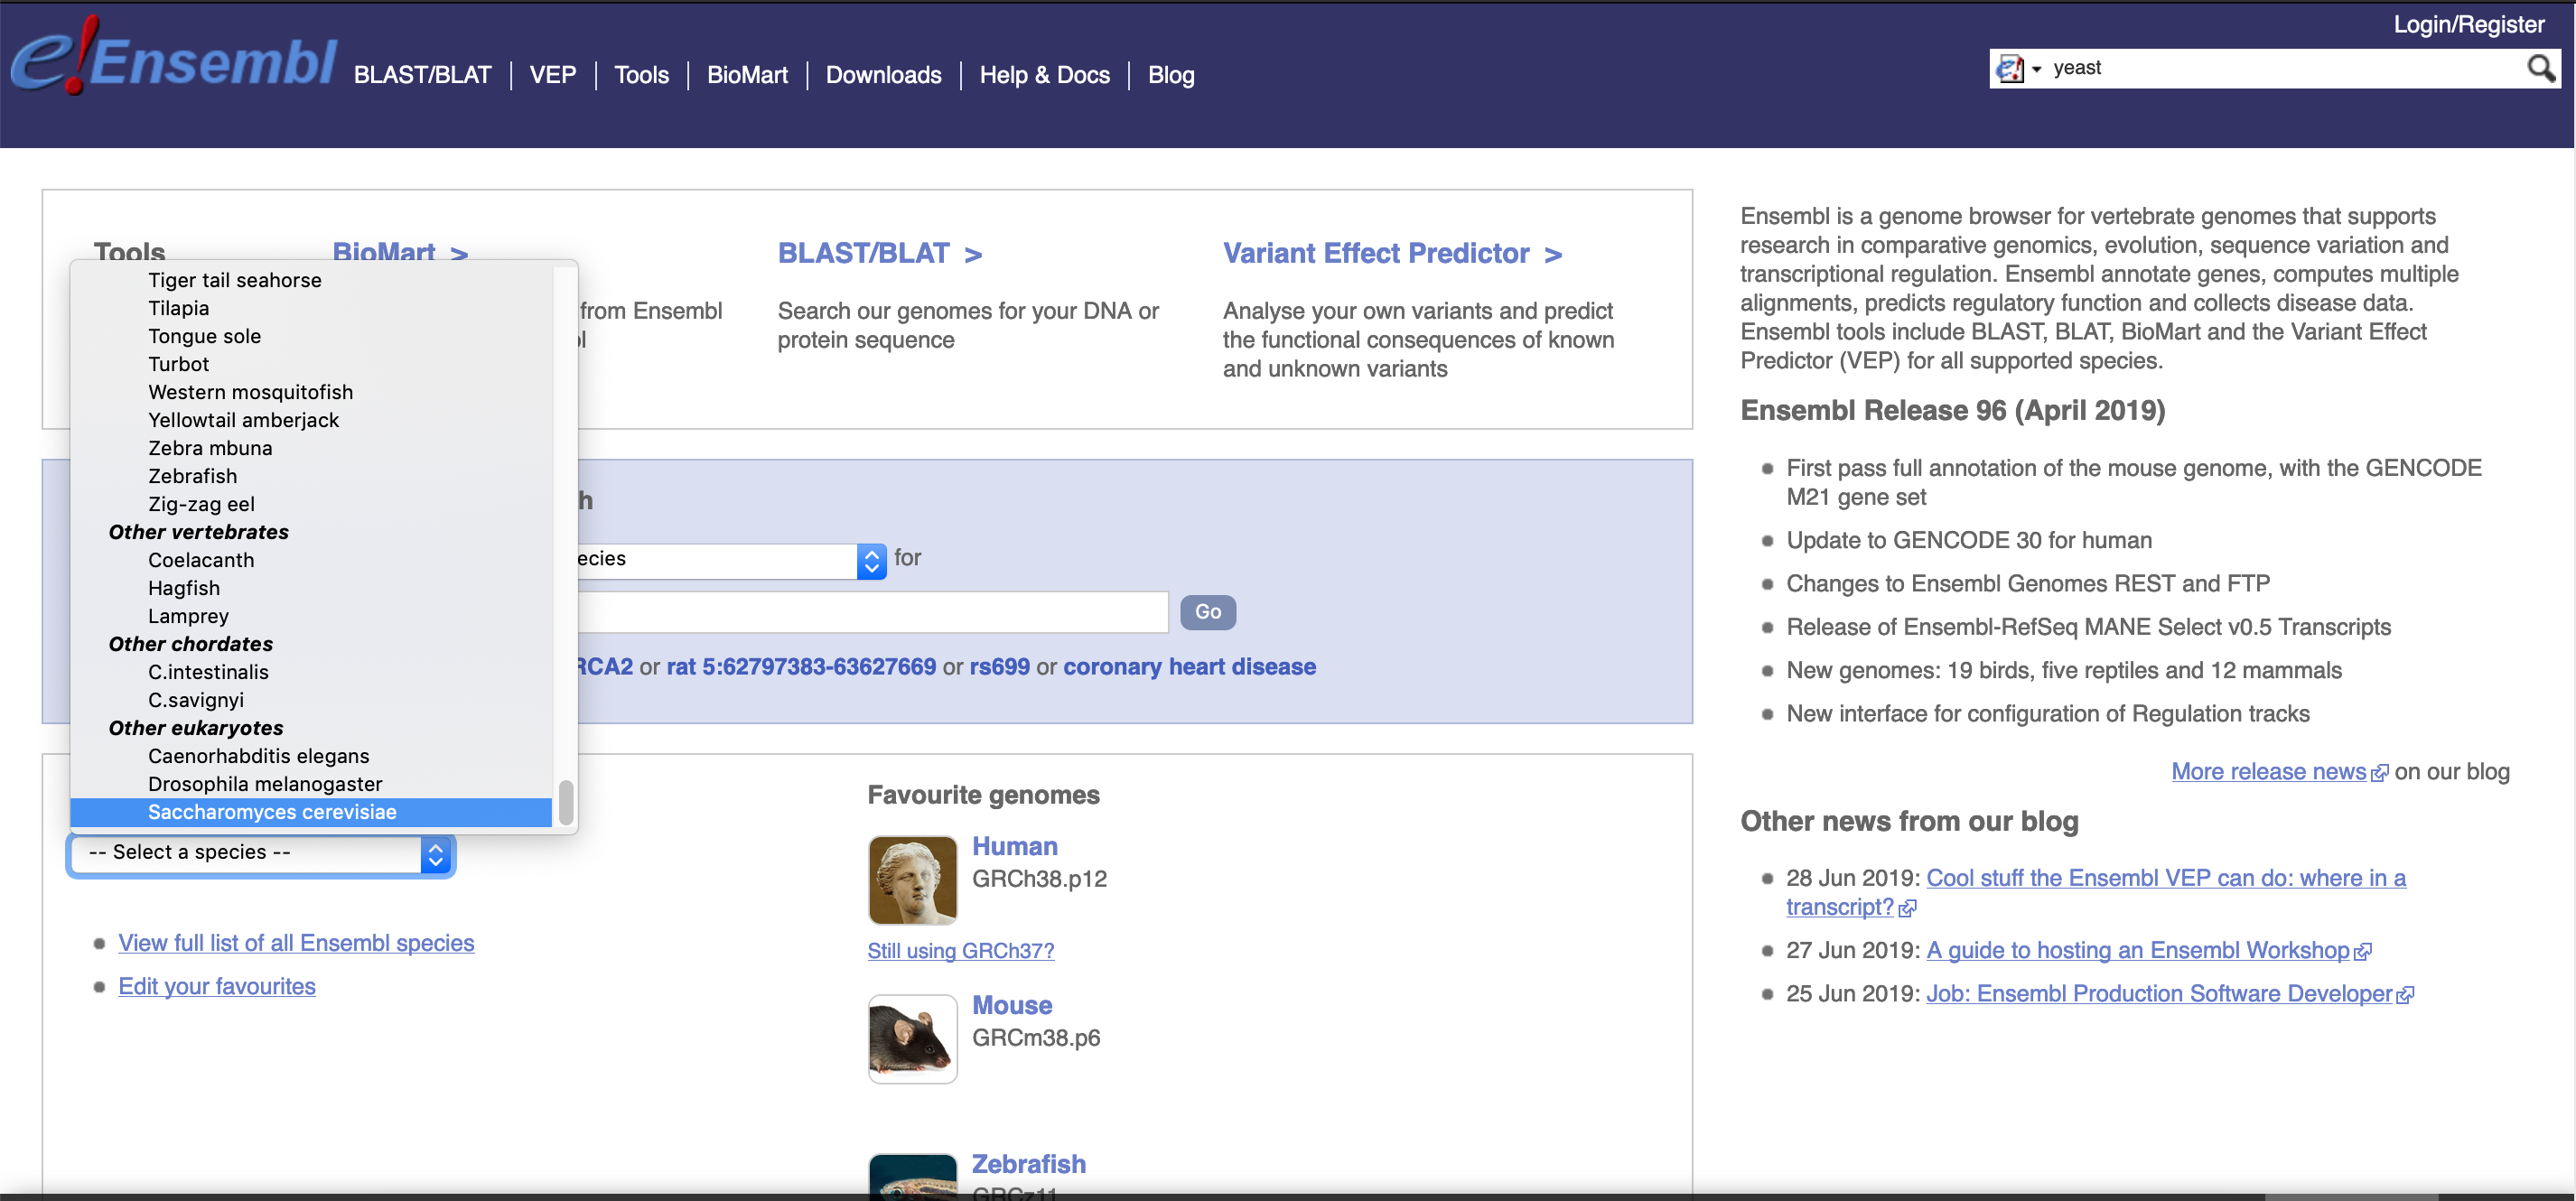 Login/Register
e!Ensembl
BLAST/BLAT | VEP | Tools | BioMart | Downloads | Help & Docs | Blog
yeast
Tools
BioMart >
from Ensembl
BLAST/BLAT >
Search our genomes for your DNA or
protein sequence
Variant Effect Predictor >
Analyse your own variants and predict
the functional consequences of known
and unknown variants
Tiger tail seahorse
Tilapia
Tongue sole
Turbot
Western mosquitofish
Yellowtail amberjack
Zebra mbuna
Zebrafish
Zig-zag eel
Other vertebrates
Coelacanth
Hagfish
Lamprey
Other chordates
C.intestinalis
C.savignyi
Other eukaryotes
Caenorhabditis elegans
Drosophila melanogaster
Saccharomyces cerevisiae
-- Select a species --
View full list of all Ensembl species
Edit your favourites
h
ecies for
Go
RCA2 or rat 5:62797383-63627669 or rs699 or coronary heart disease
Favourite genomes
Human
GRCh38.p12
Still using GRCh37?
Mouse
GRCm38.p6
Zebrafish
GRCz11
Ensembl is a genome browser for vertebrate genomes that supports
research in comparative genomics, evolution, sequence variation and
transcriptional regulation. Ensembl annotate genes, computes multiple
alignments, predicts regulatory function and collects disease data.
Ensembl tools include BLAST, BLAT, BioMart and the Variant Effect
Predictor (VEP) for all supported species.
Ensembl Release 96 (April 2019)
First pass full annotation of the mouse genome, with the GENCODE
M21 gene set
Update to GENCODE 30 for human
Changes to Ensembl Genomes REST and FTP
Release of Ensembl-RefSeq MANE Select v0.5 Transcripts
New genomes: 19 birds, five reptiles and 12 mammals
New interface for configuration of Regulation tracks
More release news on our blog
Other news from our blog
28 Jun 2019: Cool stuff the Ensembl VEP can do: where in a
transcript?
27 Jun 2019: A guide to hosting an Ensembl Workshop
25 Jun 2019: Job: Ensembl Production Software Developer